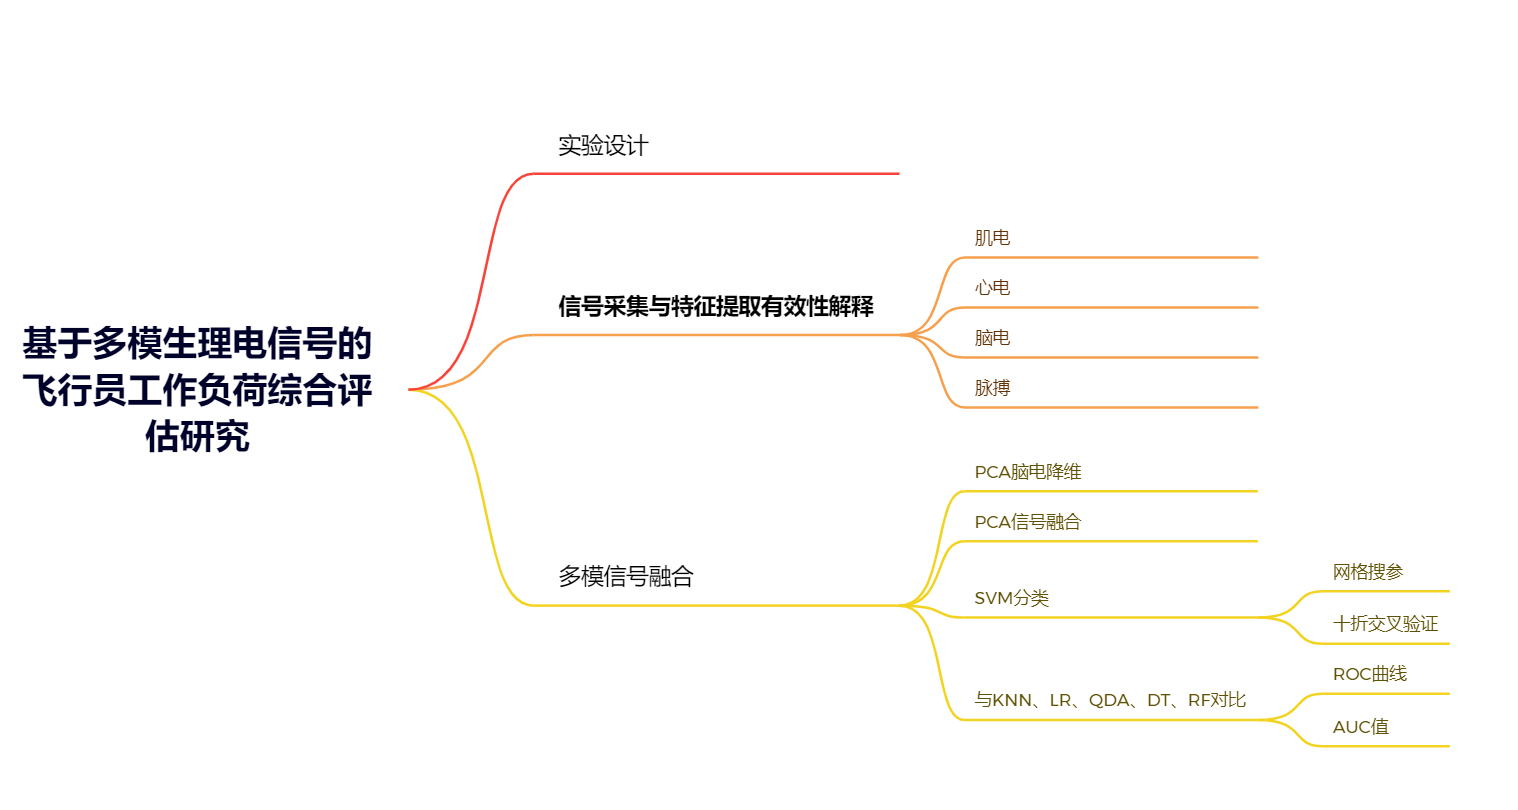 基于多模生理电信号的
飞行员工作负荷综合评
估研究
实验设计
信号采集与特征提取有效性解释
肌电
心电
脑电
脉搏
多模信号融合
PCA脑电降维
PCA信号融合
SVM分类
网格搜参
十折交叉验证
与KNN、LR、QDA、DT、RF对比
ROC曲线
AUC值